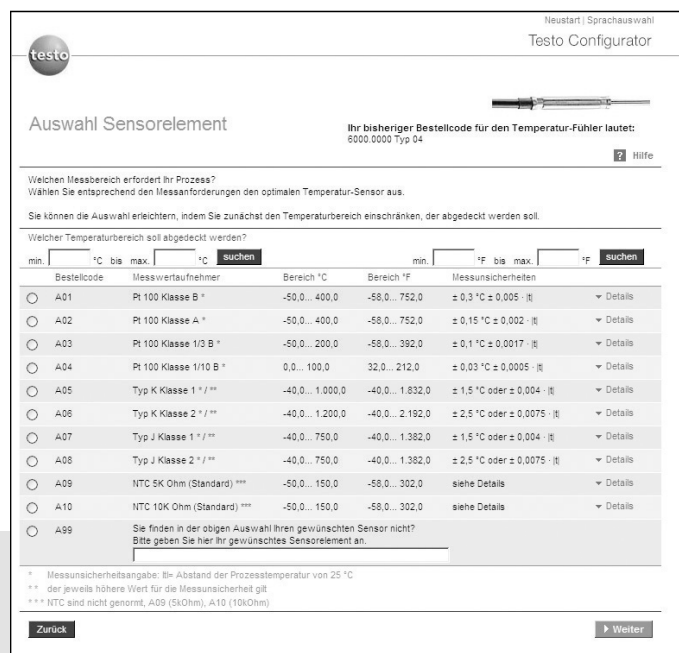 Neustart | Sprachauswahl
testo
Testo Configurator
Auswahl Sensorelement
Ihr bisheriger Bestellcode für den Temperatur-Fühler lautet:
6000.0000 Typ 04
? Hilfe
Welchen Messbereich erfordert Ihr Prozess?
Wählen Sie entsprechend den Messanforderungen den optimalen Temperatur-Sensor aus.
Sie können die Auswahl erleichtern, indem Sie zunächst den Temperaturbereich einschränken, der abgedeckt werden soll.
Welcher Temperaturbereich soll abgedeckt werden?
min. °C bis max. °C suchen min. °F bis max. °F suchen
Bestellcode Messwertaufnehmer Bereich °C Bereich °F Messunsicherheiten
A01 Pt 100 Klasse B * -50,0... 400,0 -58,0... 752,0 ± 0,3 °C ± 0,005 · |t| Details
A02 Pt 100 Klasse A * -50,0... 400,0 -58,0... 752,0 ± 0,15 °C ± 0,002 · |t| Details
A03 Pt 100 Klasse 1/3 B * -50,0... 200,0 -58,0... 392,0 ± 0,1 °C ± 0,0017 · |t| Details
A04 Pt 100 Klasse 1/10 B * 0,0... 100,0 32,0... 212,0 ± 0,03 °C ± 0,0005 · |t| Details
A05 Typ K Klasse 1 * / ** -40,0... 1.000,0 -40,0... 1.832,0 ± 1,5 °C oder ± 0,004 · |t| Details
A06 Typ K Klasse 2 * / ** -40,0... 1.200,0 -40,0... 2.192,0 ± 2,5 °C oder ± 0,0075 · |t| Details
A07 Typ J Klasse 1 * / ** -40,0... 750,0 -40,0... 1.382,0 ± 1,5 °C oder ± 0,004 · |t| Details
A08 Typ J Klasse 2 * / ** -40,0... 750,0 -40,0... 1.382,0 ± 2,5 °C oder ± 0,0075 · |t| Details
A09 NTC 5K Ohm (Standard) *** -50,0... 150,0 -58,0... 302,0 siehe Details Details
A10 NTC 10K Ohm (Standard) *** -50,0... 150,0 -58,0... 302,0 siehe Details Details
A99 Sie finden in der obigen Auswahl Ihren gewünschten Sensor nicht?
Bitte geben Sie hier Ihr gewünschtes Sensorelement an.
* Messunsicherheitsangabe: |t|= Abstand der Prozesstemperatur von 25 °C
** der jeweils höhere Wert für die Messunsicherheit gilt
*** NTC sind nicht genormt, A09 (5kOhm), A10 (10kOhm)
Zurück Weiter